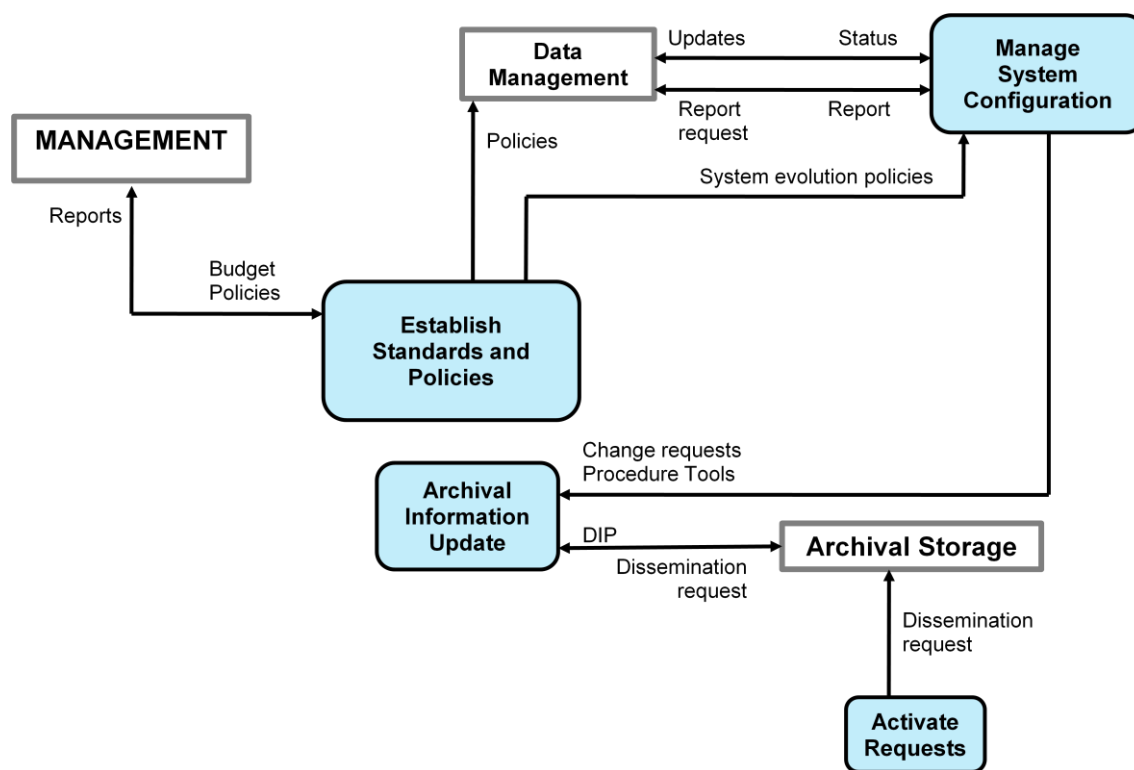 Data
Management
Updates
Status
Manage
System
Configuration
Report
request
Report
MANAGEMENT
Policies
System evolution policies
Reports
Budget
Policies
Establish
Standards and
Policies
Change requests
Procedure Tools
Archival
Information
Update
DIP
Dissemination
request
Archival Storage
Dissemination
request
Activate
Requests